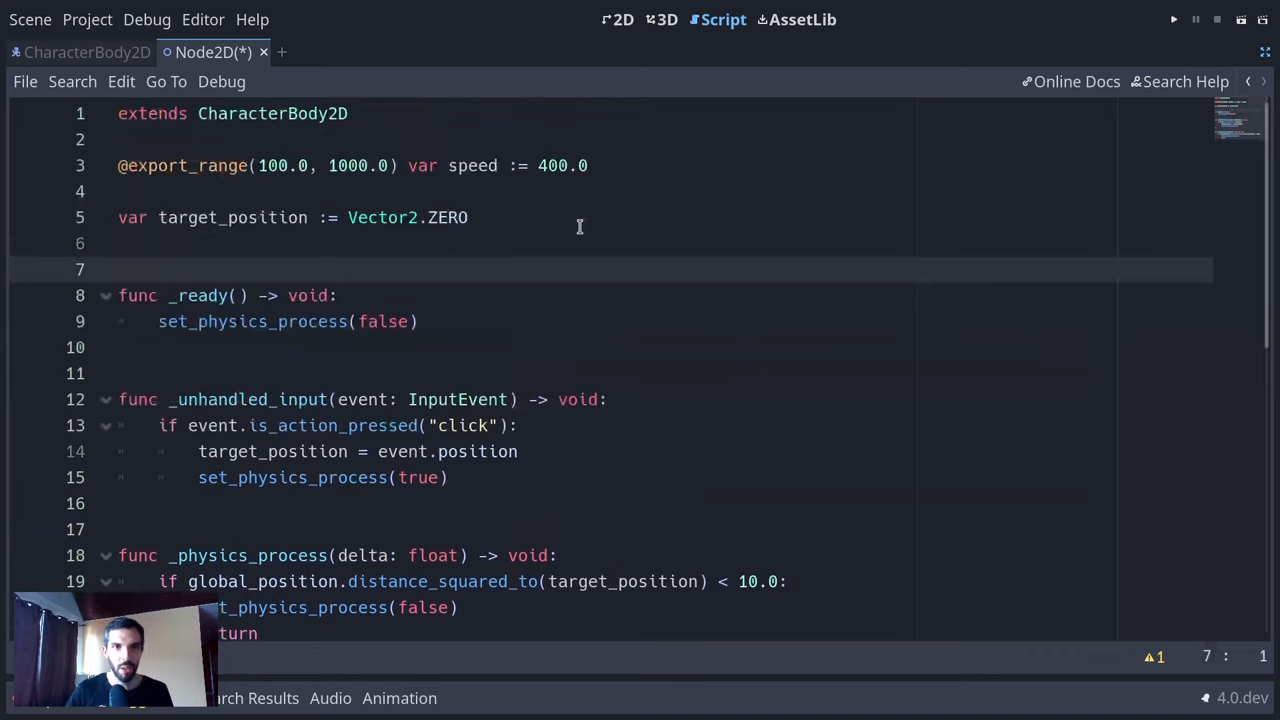 Scene Project Debug Editor Help 2D 3D Script AssetLib
CharacterBody2D Node2D(*)
File Search Edit Go To Debug Online Docs Search Help
1 extends CharacterBody2D
2
3 @export_range(100.0, 1000.0) var speed := 400.0
4
5 var target_position := Vector2.ZERO
6
7
8 func _ready() -> void:
9 set_physics_process(false)
10
11
12 func _unhandled_input(event: InputEvent) -> void:
13 if event.is_action_pressed("click"):
14 target_position = event.position
15 set_physics_process(true)
16
17
18 func _physics_process(delta: float) -> void:
19 if global_position.distance_squared_to(target_position) < 10.0:
t_physics_process(false)
turn
1 7 : 1
arch Results Audio Animation 4.0.dev